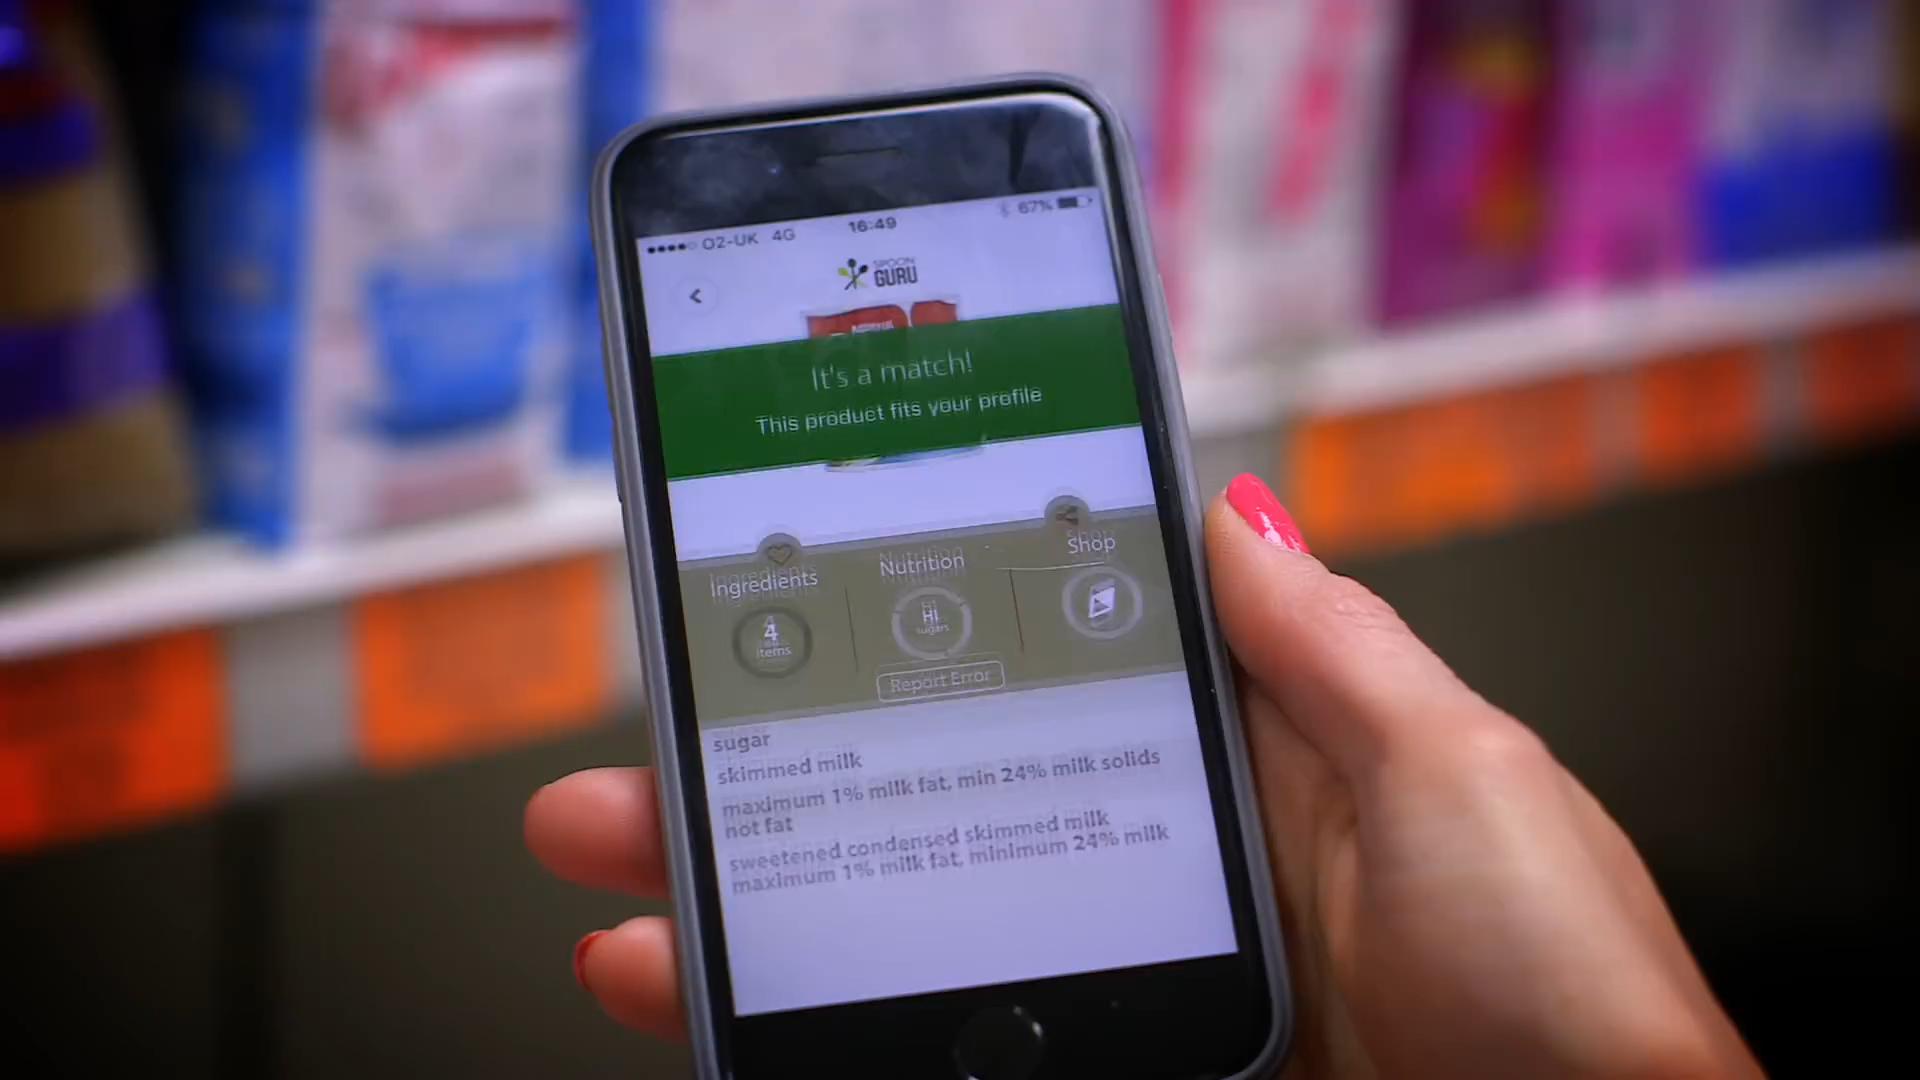 O2-UK 4G 16:49 67%
SPOON
GURU
It's a match!
This product fits your profile
Ingredients Nutrition Shop
4 items HI sugars
Report Error
sugar
skimmed milk
maximum 1% milk fat, min 24% milk solids
not fat
sweetened condensed skimmed milk
maximum 1% milk fat, minimum 24% milk